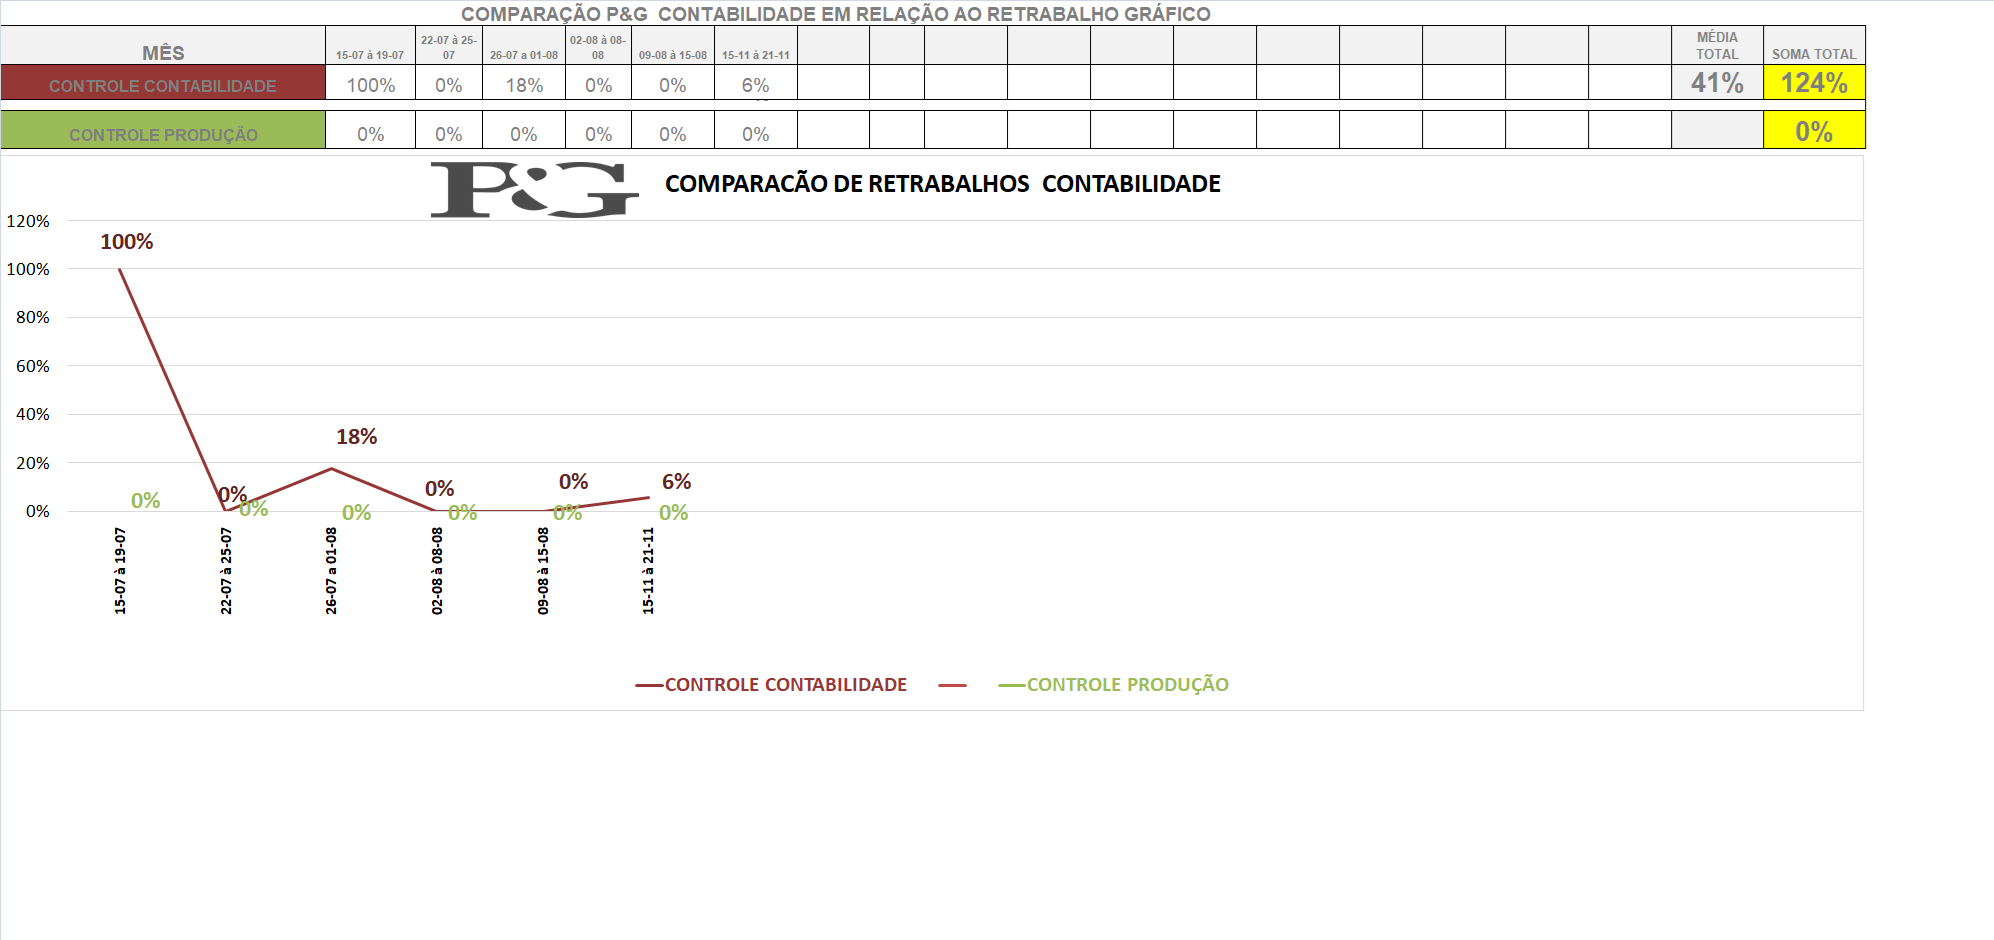 COMPARAÇÃO P&G  CONTABILIDADE EM RELAÇÃO AO RETRABALHO GRÁFICO
MÊS 15-07 à 19-07 22-07 à 25-07 26-07 a 01-08 02-08 à 08-08 09-08 à 15-08 15-11 à 21-11 MÉDIA TOTAL SOMA TOTAL
CONTROLE CONTABILIDADE 100% 0% 18% 0% 0% 6% 41% 124%
CONTROLE PRODUÇÃO 0% 0% 0% 0% 0% 0% 0%
P&G COMPARACÃO DE RETRABALHOS  CONTABILIDADE
120%
100%
100%
80%
60%
40%
18%
20%
0% 0% 0% 6%
0% 0% 0% 0% 0% 0%
0%
15-07 à 19-07
22-07 à 25-07
26-07 a 01-08
02-08 à 08-08
09-08 à 15-08
15-11 à 21-11
CONTROLE CONTABILIDADE CONTROLE PRODUÇÃO